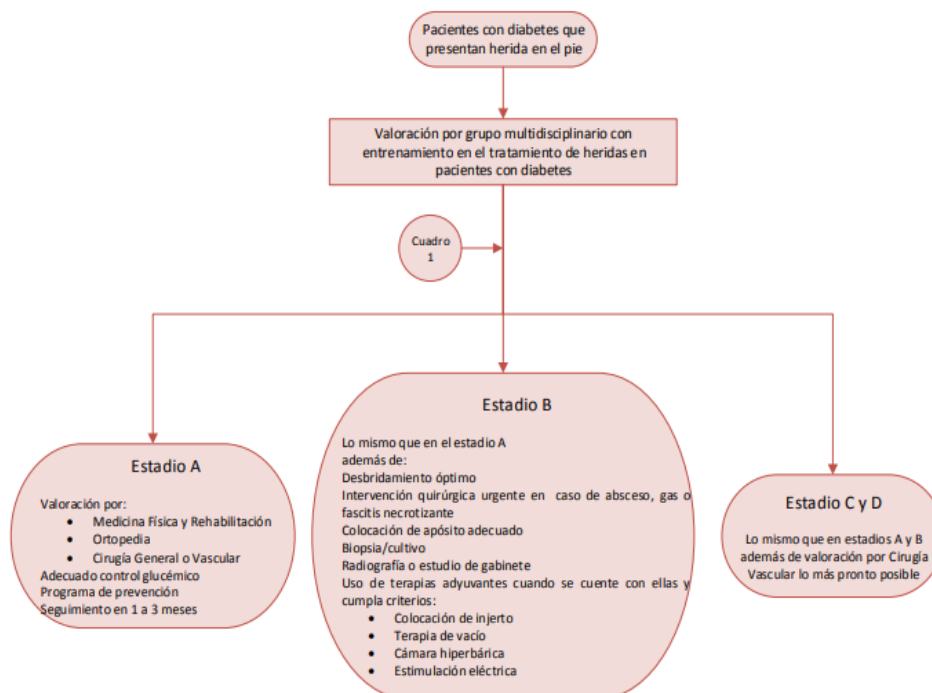 Pacientes con diabetes que
presentan herida en el pie
Valoración por grupo multidisciplinario con
entrenamiento en el tratamiento de heridas en
pacientes con diabetes
Cuadro
1
Estadio A
Valoración por:
• Medicina Física y Rehabilitación
• Ortopedia
• Cirugía General o Vascular
Adecuado control glucémico
Programa de prevención
Seguimiento en 1 a 3 meses
Estadio B
Lo mismo que en el estadio A
además de:
Desbridamiento óptimo
Intervención quirúrgica urgente en caso de absceso, gas o
fascitis necrotizante
Colocación de apósito adecuado
Biopsia/cultivo
Radiografía o estudio de gabinete
Uso de terapias adyuvantes cuando se cuente con ellas y
cumpla criterios:
• Colocación de injerto
• Terapia de vacío
• Cámara hiperbárica
• Estimulación eléctrica
Estadio C y D
Lo mismo que en estadios A y B
además de valoración por Cirugía
Vascular lo más pronto posible